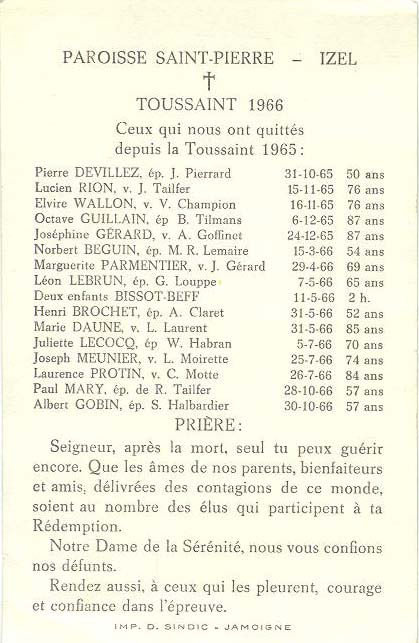 PAROISSE SAINT-PIERRE – IZEL
TOUSSAINT 1966
Ceux qui nous ont quittés
depuis la Toussaint 1965 :
Pierre DEVILLEZ, ép. J. Pierrard 31-10-65 50 ans
Lucien RION, v. J. Tailfer 15-11-65 76 ans
Elvire WALLON, v. V. Champion 16-11-65 76 ans
Octave GUILLAIN, ép B. Tilmans 6-12-65 87 ans
Joséphine GÉRARD, v. A. Goffinet 24-12-65 87 ans
Norbert BEGUIN, ép. M. R. Lemaire 15-3-66 54 ans
Marguerite PARMENTIER, v. J. Gérard 29-4-66 69 ans
Léon LEBRUN, ép. G. Louppe 7-5-66 65 ans
Deux enfants BISSOT-BEFF 11-5-66 2 h.
Henri BROCHET, ép. A. Claret 31-5-66 52 ans
Marie DAUNE, v. L. Laurent 31-5-66 85 ans
Juliette LECOCQ, ép W. Habran 5-7-66 70 ans
Joseph MEUNIER, v. L. Moirette 25-7-66 74 ans
Laurence PROTIN, v. C. Motte 26-7-66 84 ans
Paul MARY, ép. de R. Tailfer 28-10-66 57 ans
Albert GOBIN, ép. S. Halbardier 30-10-66 57 ans
PRIÈRE :
Seigneur, après la mort, seul tu peux guérir
encore. Que les âmes de nos parents, bienfaiteurs
et amis, délivrées des contagions de ce monde,
soient au nombre des élus qui participent à ta
Rédemption.
Notre Dame de la Sérénité, nous vous confions
nos défunts.
Rendez aussi, à ceux qui les pleurent, courage
et confiance dans l'épreuve.
IMP. D. SINDIC - JAMOIGNE